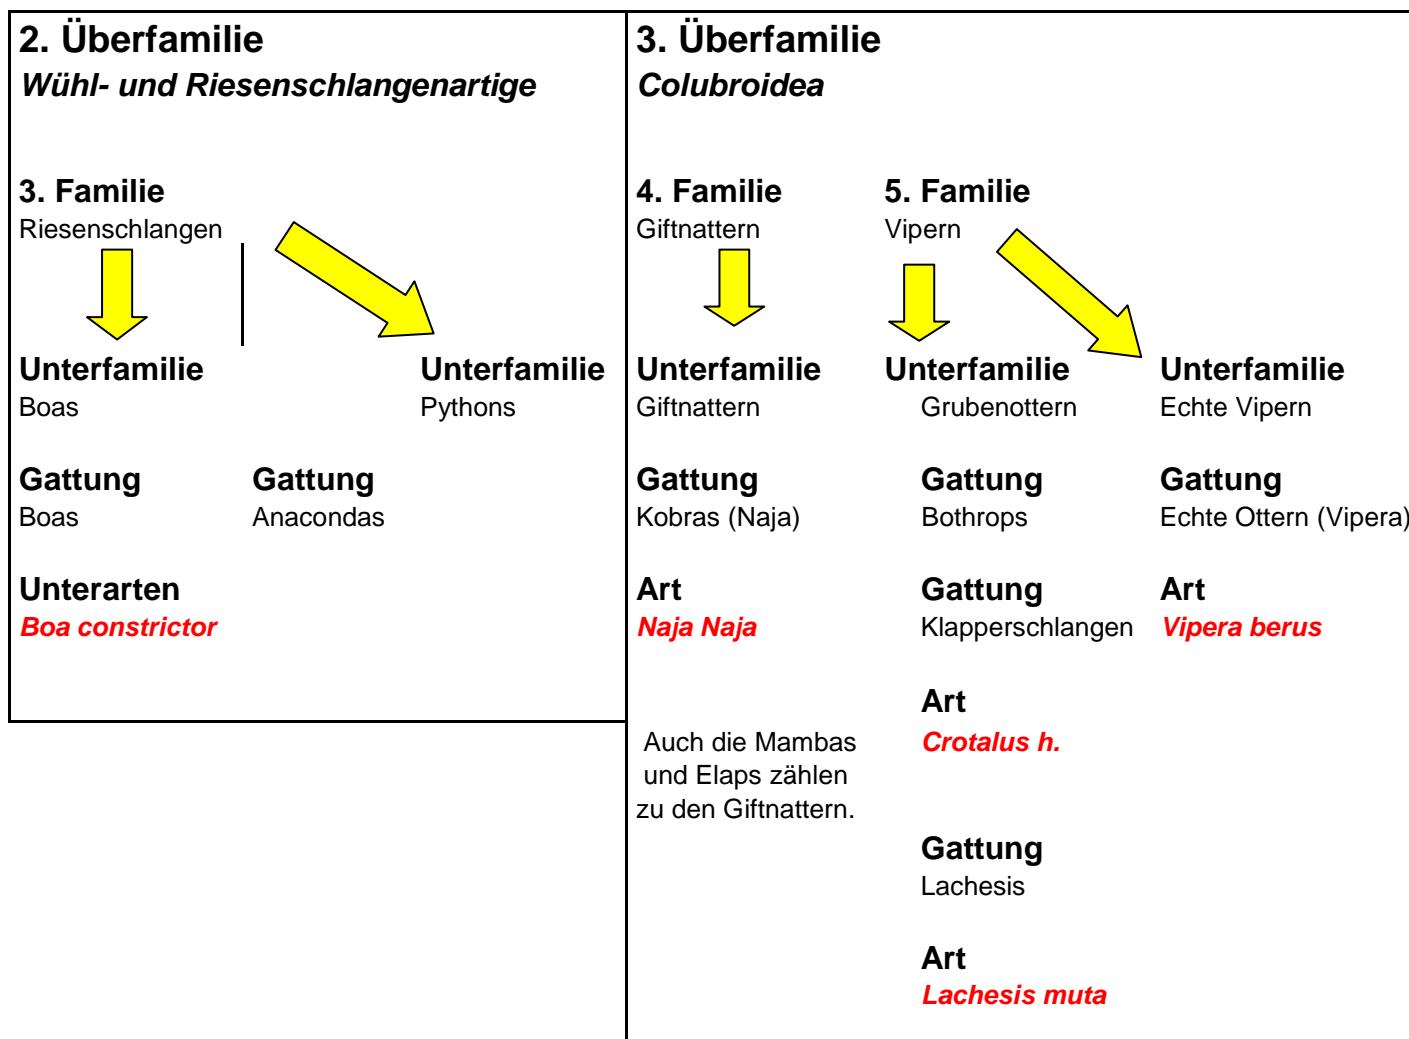 2. Überfamilie
Wühl- und Riesenschlangenartige
3. Familie
Riesenschlangen
Unterfamilie
Boas
Unterfamilie
Pythons
Gattung
Boas
Gattung
Anacondas
Unterarten
Boa constrictor
3. Überfamilie
Colubroidea
4. Familie
Giftnattern
5. Familie
Vipern
Unterfamilie
Giftnattern
Unterfamilie
Grubenottern
Unterfamilie
Echte Vipern
Gattung
Kobras (Naja)
Gattung
Bothrops
Gattung
Echte Ottern (Vipera)
Art
Naja Naja
Gattung
Klapperschlangen
Art
Vipera berus
Auch die Mambas
und Elaps zählen
zu den Giftnattern.
Art
Crotalus h.
Gattung
Lachesis
Art
Lachesis muta